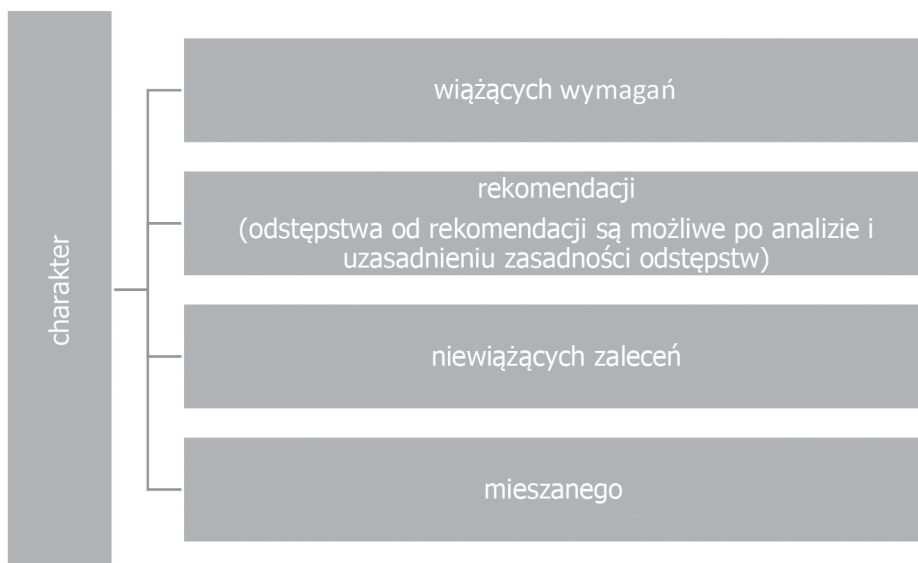 charakter
wiążących wymagań
rekomendacji
(odstępstwa od rekomendacji są możliwe po analizie i
uzasadnieniu zasadności odstępstw)
niewiążących zaleceń
mieszanego